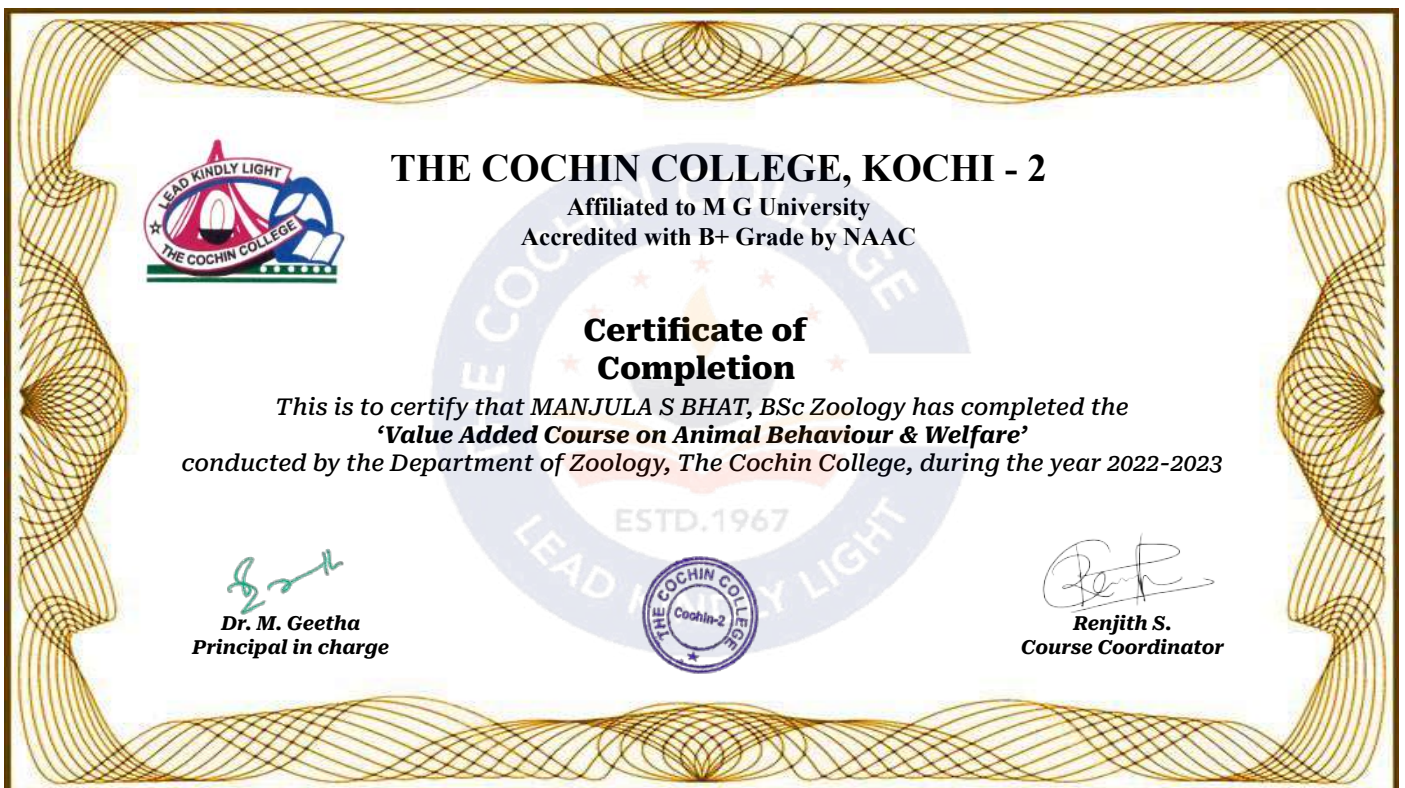 LEAD KINDLY LIGHT
THE COCHIN COLLEGE
THE COCHIN COLLEGE, KOCHI - 2
Affiliated to M G University
Accredited with B+ Grade by NAAC
THE COCHIN COLLEGE
Certificate of
Completion
This is to certify that MANJULA S BHAT, BSc Zoology has completed the
‘Value Added Course on Animal Behaviour & Welfare’
conducted by the Department of Zoology, The Cochin College, during the year 2022-2023
ESTD.1967
LEAD KINDLY LIGHT
Dr. M. Geetha
Principal in charge
THE COCHIN COLLEGE
Cochin-2
Renjith S.
Course Coordinator